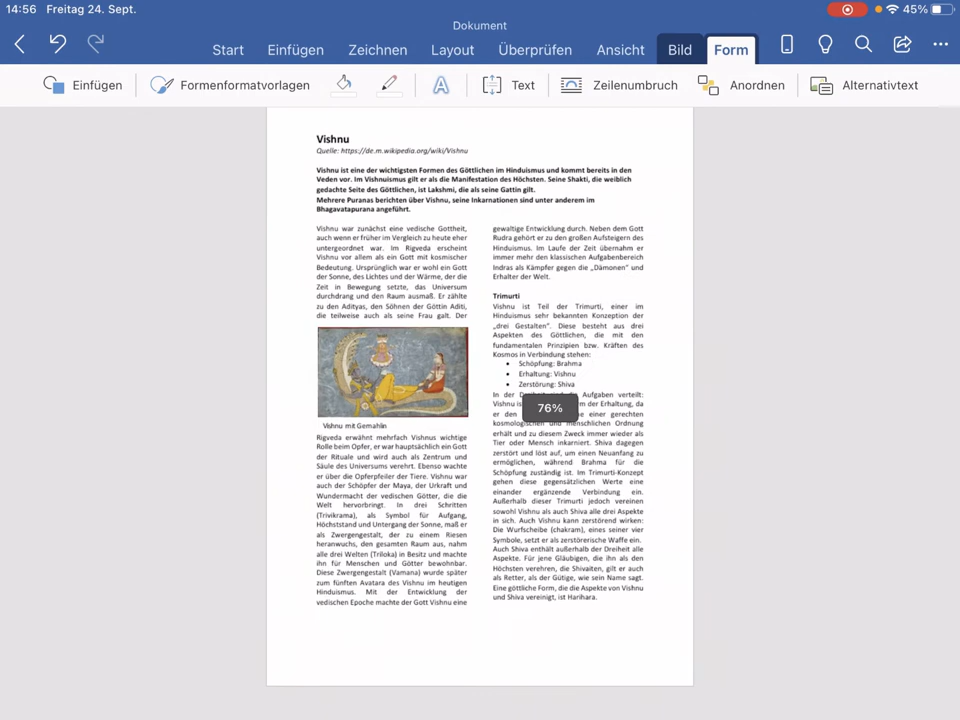 14:56 Freitag 24. Sept.
45%
Dokument
Start Einfügen Zeichnen Layout Überprüfen Ansicht Bild Form
Einfügen Formenformatvorlagen A Text Zeilenumbruch Anordnen Alternativtext
Vishnu
Quelle: https://de.m.wikipedia.org/wiki/Vishnu
Vishnu ist eine der wichtigsten Formen des Göttlichen im Hinduismus und kommt bereits in den
Veden vor. Im Vishnuismus gilt er als die Manifestation des Höchsten. Seine Shakti, die weiblich
gedachte Seite des Göttlichen, ist Lakshmi, die als seine Gattin gilt.
Mehrere Puranas berichten über Vishnu, seine Inkarnationen sind unter anderem im
Bhagavatapurana angeführt.
Vishnu war zunächst eine vedische Gottheit,
auch wenn er früher im Vergleich zu heute eher
untergeordnet war. Im Rigveda erscheint
Vishnu vor allem als ein Gott mit kosmischer
Bedeutung. Ursprünglich war er wohl ein Gott
der Sonne, des Lichtes und der Wärme, der die
Zeit in Bewegung setzte, das Universum
durchdrang und den Raum ausmaß. Er zählte
zu den Adityas, den Söhnen der Göttin Aditi,
die teilweise auch als seine Frau galt. Der
Vishnu mit Gemahlin
Rigveda erwähnt mehrfach Vishnus wichtige
Rolle beim Opfer, er war hauptsächlich ein Gott
der Rituale und wird auch als Zentrum und
Säule des Universums verehrt. Ebenso wachte
er über die Opferpfeiler der Tiere. Vishnu war
auch der Schöpfer der Maya, der Urkraft und
Wundermacht der vedischen Götter, die die
Welt hervorbringt. In drei Schritten
(Trivikrama), als Symbol für Aufgang,
Höchststand und Untergang der Sonne, maß er
als Zwergengestalt, der zu einem Riesen
heranwuchs, den gesamten Raum aus, nahm
alle drei Welten (Triloka) in Besitz und machte
ihn für Menschen und Götter bewohnbar.
Diese Zwergengestalt (Vamana) wurde später
zum fünften Avatara des Vishnu im heutigen
Hinduismus. Mit der Entwicklung der
vedischen Epoche machte der Gott Vishnu eine
gewaltige Entwicklung durch. Neben dem Gott
Rudra gehört er zu den großen Aufsteigern des
Hinduismus. Im Laufe der Zeit übernahm er
immer mehr den klassischen Aufgabenbereich
Indras als Kämpfer gegen die „Dämonen" und
Erhalter der Welt.
Trimurti
Vishnu ist Teil der Trimurti, einer im
Hinduismus sehr bekannten Konzeption der
„drei Gestalten". Diese besteht aus drei
Aspekten des Göttlichen, die mit den
fundamentalen Prinzipien bzw. Kräften des
Kosmos in Verbindung stehen:
• Schöpfung: Brahma
• Erhaltung: Vishnu
• Zerstörung: Shiva
In der Aufgaben verteilt:
Vishnu der Erhaltung, da
er den einer gerechten
kosmologischen und menschlichen Ordnung
erhält und zu diesem Zweck immer wieder als
Tier oder Mensch inkarniert. Shiva dagegen
zerstört und löst auf, um einen Neuanfang zu
ermöglichen, während Brahma für die
Schöpfung zuständig ist. Im Trimurti-Konzept
gehen diese gegensätzlichen Werte eine
einander ergänzende Verbindung ein.
Außerhalb dieser Trimurti jedoch vereinen
sowohl Vishnu als auch Shiva alle drei Aspekte
in sich. Auch Vishnu kann zerstörend wirken:
Die Wurfscheibe (chakram), eines seiner vier
Symbole, setzt er als zerstörerische Waffe ein.
Auch Shiva enthält außerhalb der Dreiheit alle
Aspekte. Für jene Gläubigen, die ihn als den
Höchsten verehren, die Shivaiten, gilt er auch
als Retter, als der Gütige, wie sein Name sagt.
Eine göttliche Form, die die Aspekte von Vishnu
und Shiva vereinigt, ist Harihara.
76%